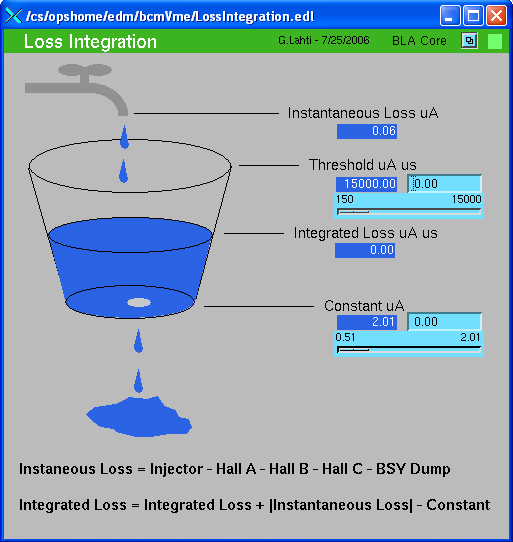 /cs/opshome/edm/bcmVme/LossIntegration.edl
Loss Integration G.Lahti - 7/25/2006 BLA Core
Instantaneous Loss uA
0.06
Threshold uA us
15000.00 0.00
150 15000
Integrated Loss uA us
0.00
Constant uA
2.01 0.00
0.51 2.01
Instaneous Loss = Injector - Hall A - Hall B - Hall C - BSY Dump
Integrated Loss = Integrated Loss + |Instantaneous Loss| - Constant